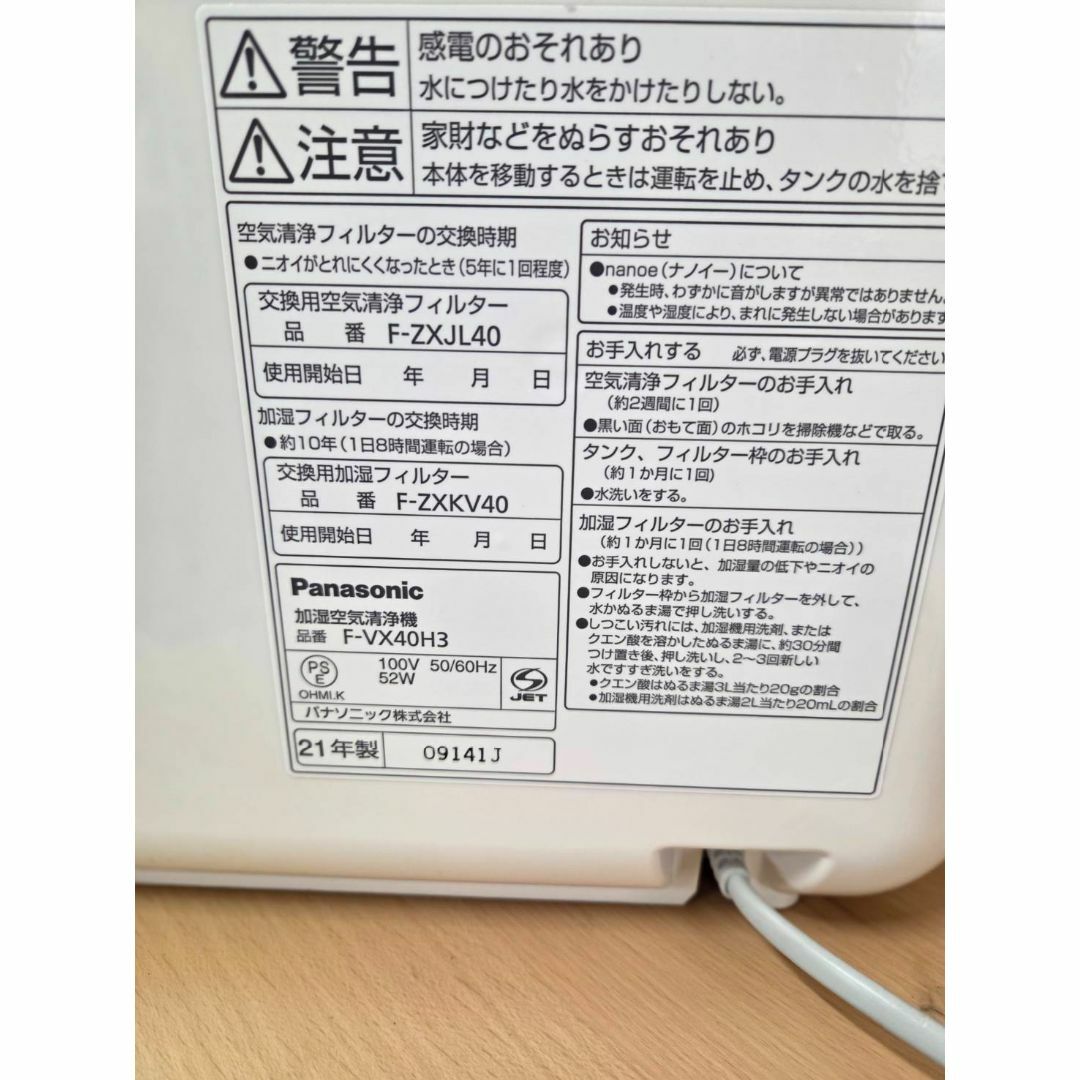 警告
感電のおそれあり
水につけたり水をかけたりしない。
注意
家財などをぬらすおそれあり
本体を移動するときは運転を止め、タンクの水を捨
空気清浄フィルターの交換時期
●ニオイがとれにくくなったとき(5年に1回程度)
交換用空気清浄フィルター
品 番 F-ZXJL40
使用開始日 年 月 日
加湿フィルターの交換時期
●約10年(1日8時間運転の場合)
交換用加湿フィルター
品 番 F-ZXKV40
使用開始日 年 月 日
Panasonic
加湿空気清浄機
品番 F-VX40H3
PS
E
OHMI.K
100V 50/60Hz
52W
JET
パナソニック株式会社
21年製 09141J
お知らせ
●nanoe(ナノイー)について
●発生時、わずかに音がしますが異常ではありません。
●温度や湿度により、まれに発生しない場合があります
お手入れする 必ず、電源プラグを抜いてください
空気清浄フィルターのお手入れ
(約2週間に1回)
●黒い面(おもて面)のホコリを掃除機などで取る。
タンク、フィルター枠のお手入れ
(約1か月に1回)
●水洗いをする。
加湿フィルターのお手入れ
(約1か月に1回(1日8時間運転の場合))
●お手入れしないと、加湿量の低下やニオイの
原因になります。
●フィルター枠から加湿フィルターを外して、
水かぬるま湯で押し洗いする。
●しつこい汚れには、加湿機用洗剤、または
クエン酸を溶かしたぬるま湯に、約30分間
つけ置き後、押し洗いし、2~3回新しい
水ですすぎ洗いをする。
●クエン酸はぬるま湯3L当たり20gの割合
●加湿機用洗剤はぬるま湯2L当たり20mLの割合